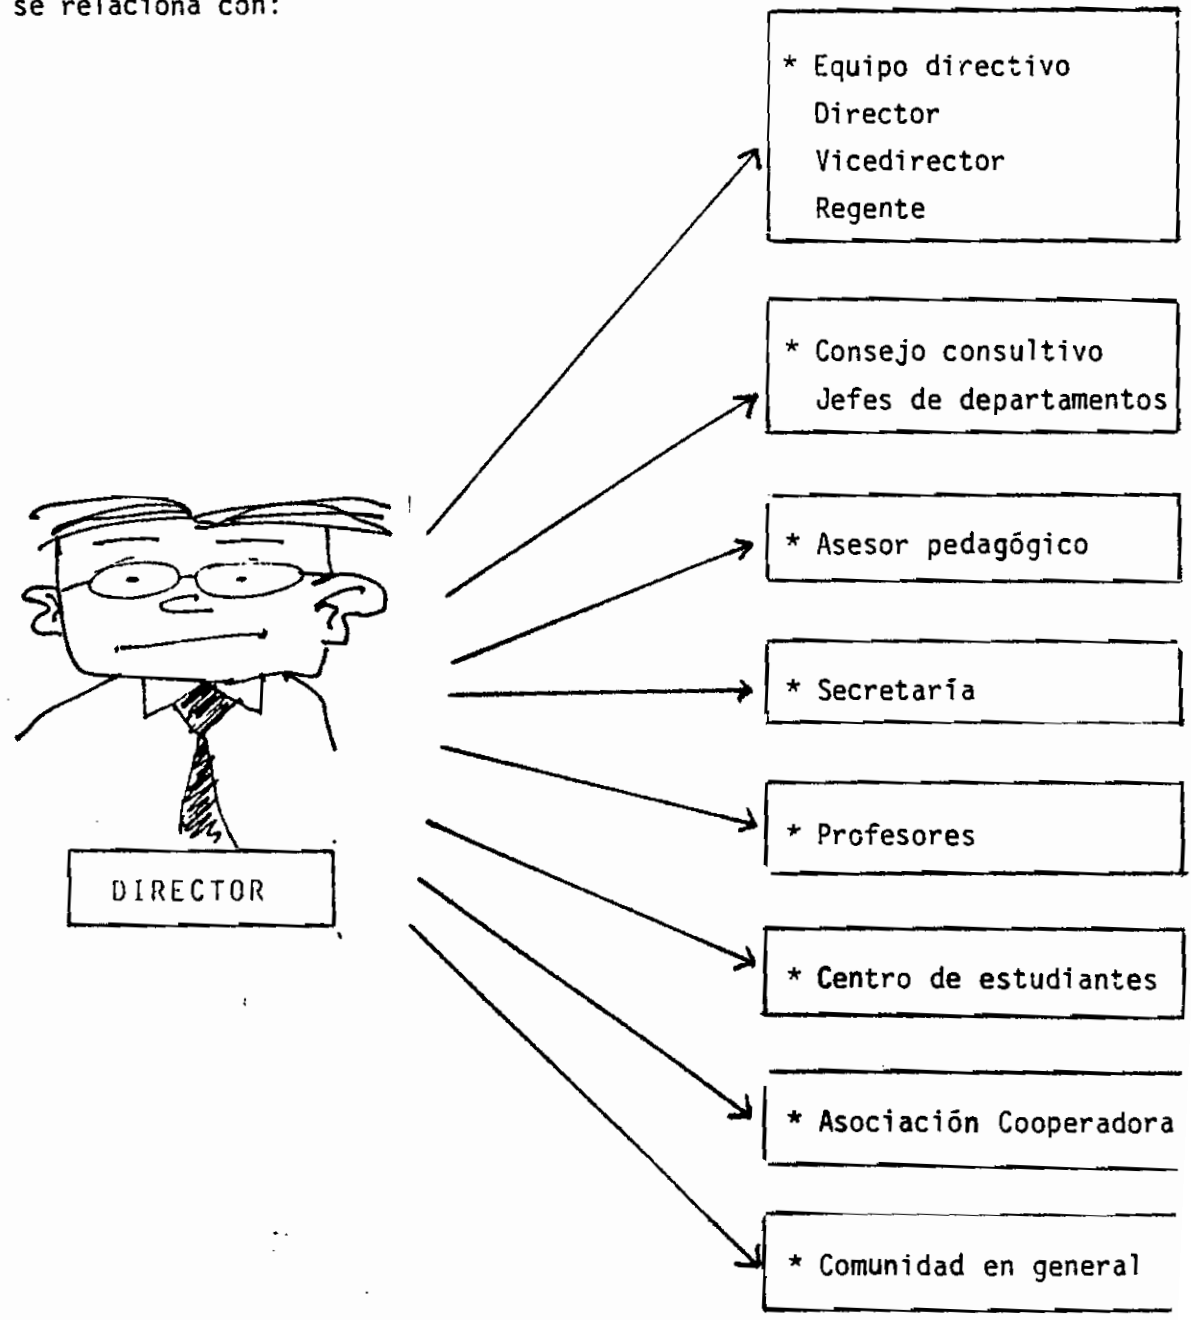 se relaciona con:
* Equipo directivo
Director
Vicedirector
Regente
* Consejo consultivo
Jefes de departamentos
* Asesor pedagógico
* Secretaría
* Profesores
DIRECTOR
* Centro de estudiantes
* Asociación Cooperadora
* Comunidad en general